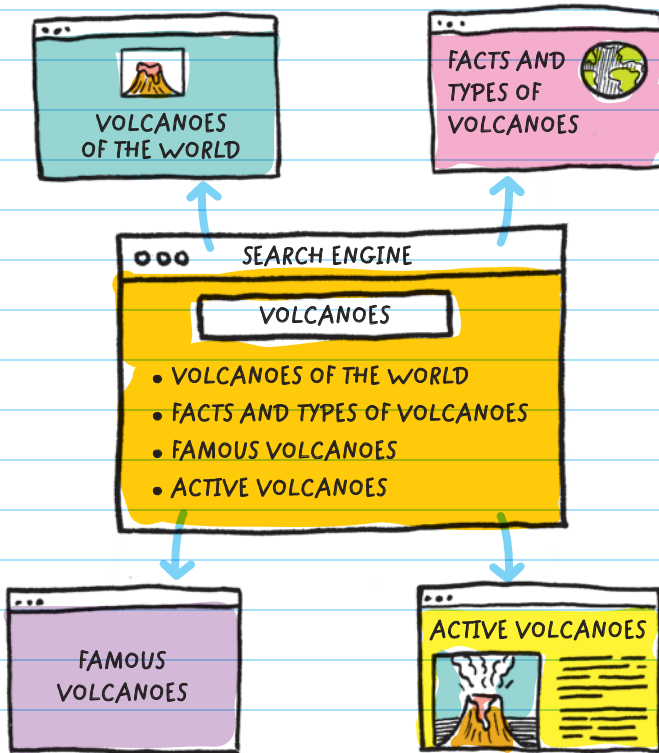 VOLCANOES
OF THE WORLD
FACTS AND
TYPES OF
VOLCANOES
SEARCH ENGINE
VOLCANOES
• VOLCANOES OF THE WORLD
• FACTS AND TYPES OF VOLCANOES
• FAMOUS VOLCANOES
• ACTIVE VOLCANOES
FAMOUS
VOLCANOES
ACTIVE VOLCANOES